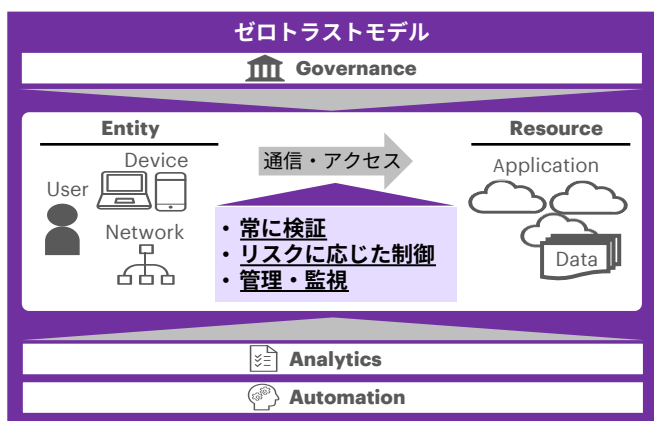 ゼロトラストモデル
Governance
Entity
Resource
Device
通信・アクセス
Application
User
Network
・ 常に検証
・ リスクに応じた制御
・ 管理・監視
Data
Analytics
Automation